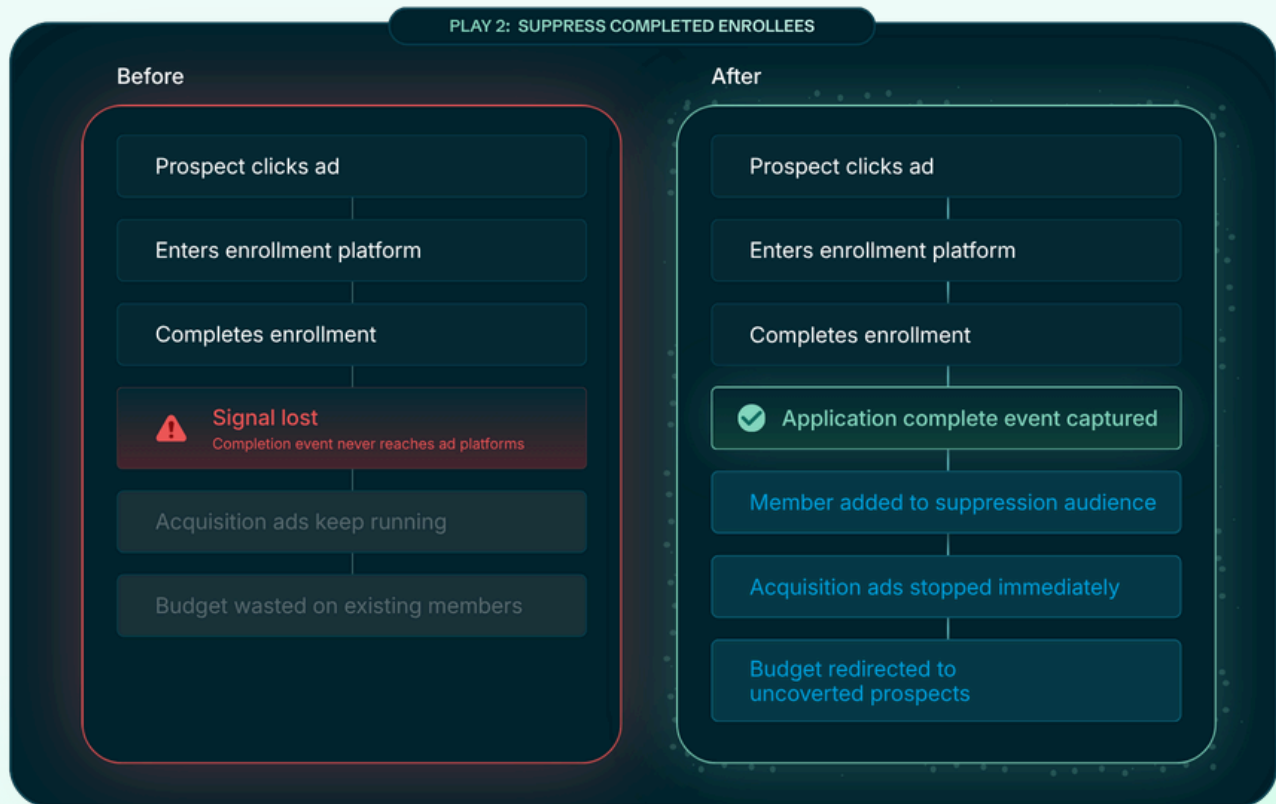 PLAY 2: SUPPRESS COMPLETED ENROLLEES
Before
Prospect clicks ad
Enters enrollment platform
Completes enrollment
Signal lost
Completion event never reaches ad platforms
Acquisition ads keep running
Budget wasted on existing members
After
Prospect clicks ad
Enters enrollment platform
Completes enrollment
Application complete event captured
Member added to suppression audience
Acquisition ads stopped immediately
Budget redirected to
uncoverted prospects